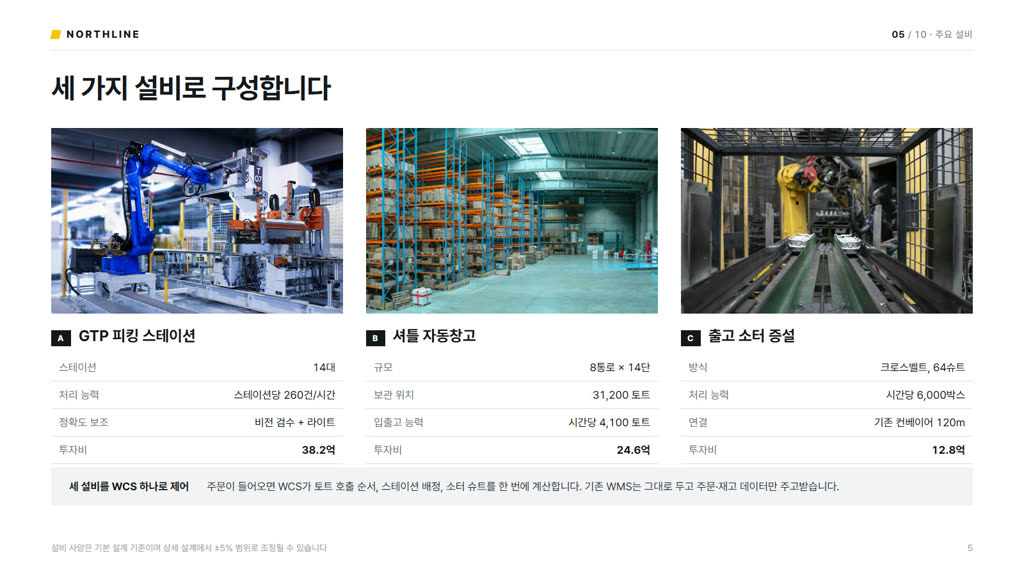 NORTHLINE
05 / 10 · 주요 설비
세 가지 설비로 구성합니다
T
07
A GTP 피킹 스테이션
스테이션 14대
처리 능력 스테이션당 260건/시간
정확도 보조 비전 검수 + 라이트
투자비 38.2억
B 셔틀 자동창고
규모 8통로 × 14단
보관 위치 31,200 토트
입출고 능력 시간당 4,100 토트
투자비 24.6억
C 출고 소터 증설
방식 크로스벨트, 64슈트
처리 능력 시간당 6,000박스
연결 기존 컨베이어 120m
투자비 12.8억
세 설비를 WCS 하나로 제어 주문이 들어오면 WCS가 토트 호출 순서, 스테이션 배정, 소터 슈트를 한 번에 계산합니다. 기존 WMS는 그대로 두고 주문·재고 데이터만 주고받습니다.
설비 사양은 기본 설계 기준이며 상세 설계에서 ±5% 범위로 조정될 수 있습니다
5